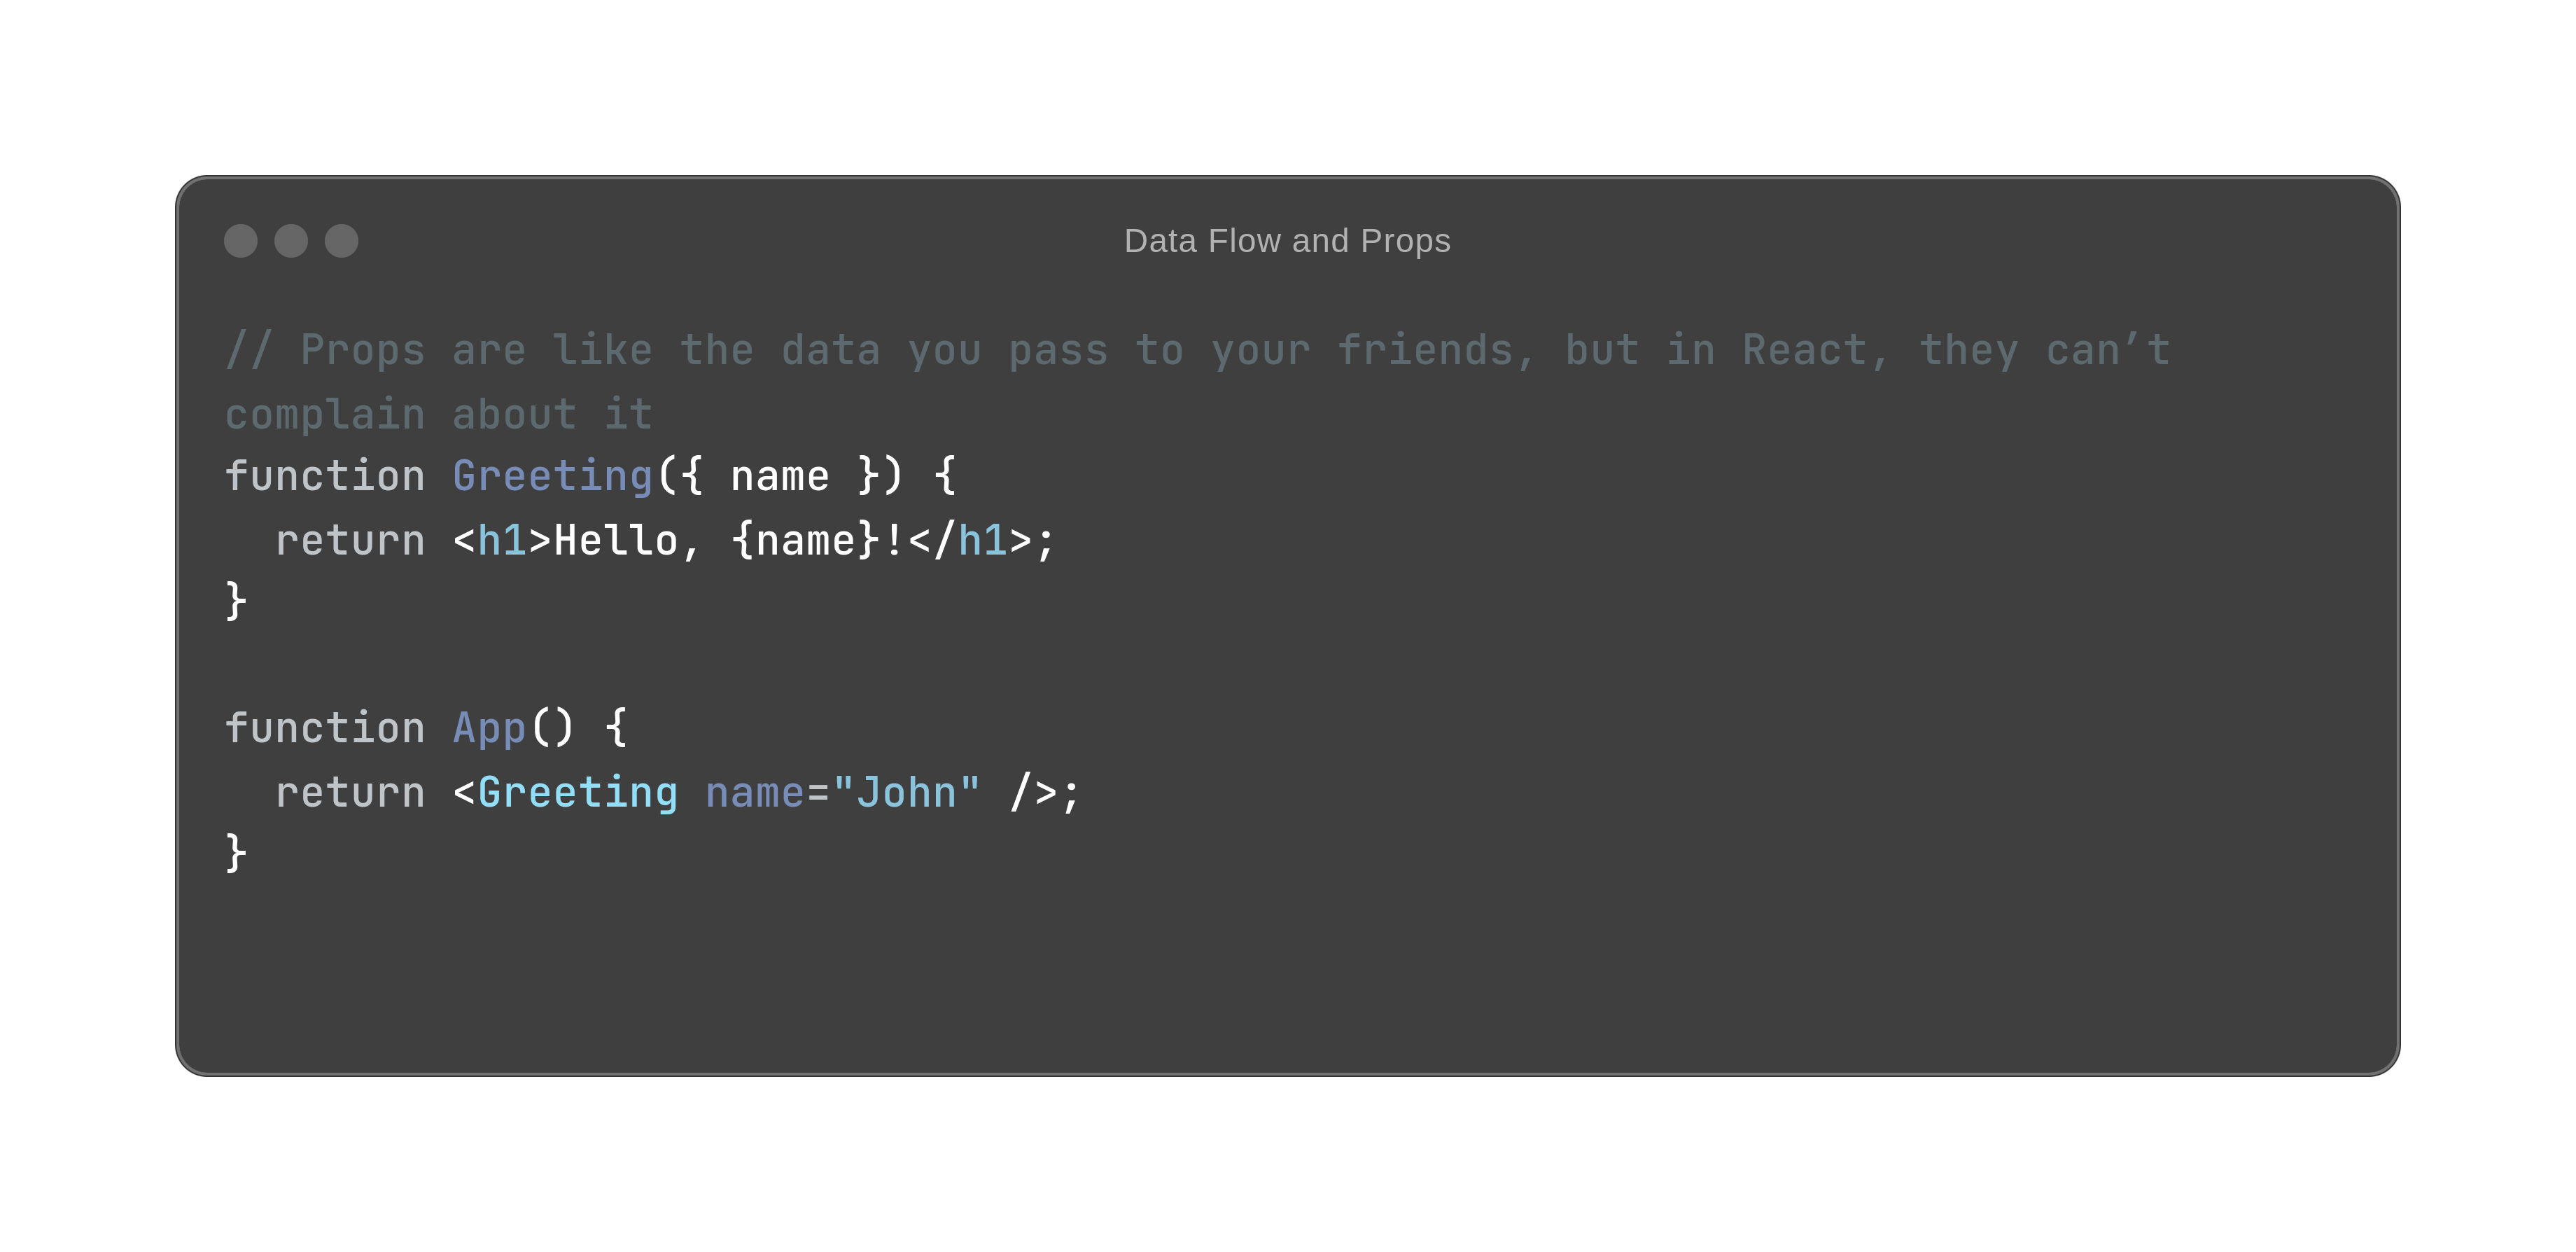 Data Flow and Props
// Props are like the data you pass to your friends, but in React, they can’t
complain about it
function Greeting({ name }) {
  return <h1>Hello, {name}!</h1>;
}

function App() {
  return <Greeting name="John" />;
}